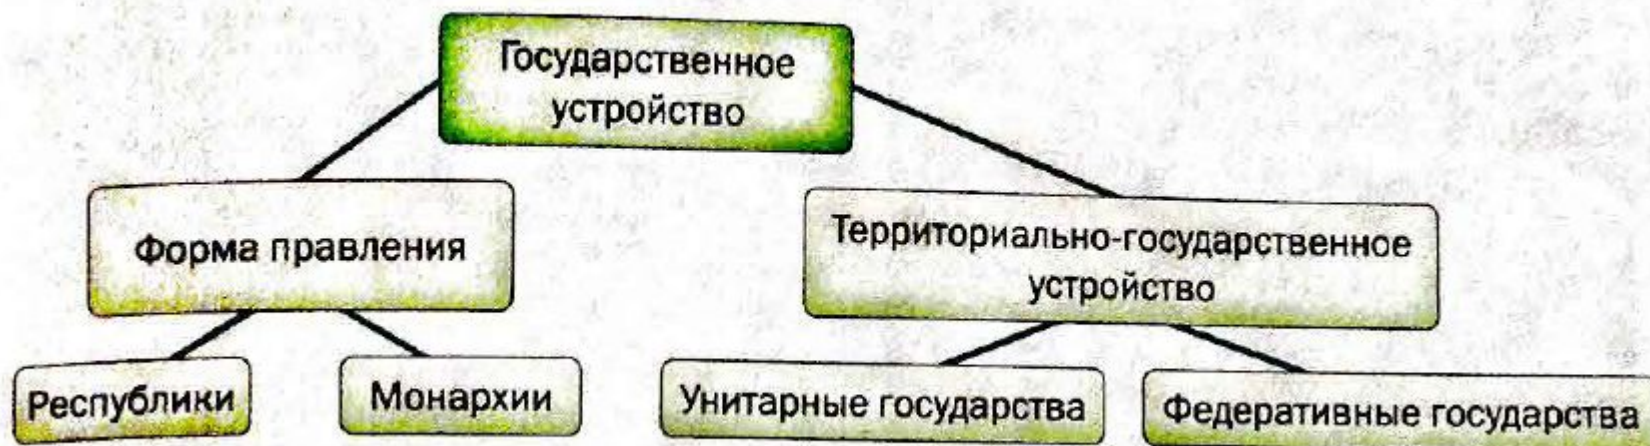 Государственное
устройство
Форма правления
Территориально-государственное
устройство
Республики
Монархии
Унитарные государства
Федеративные государства